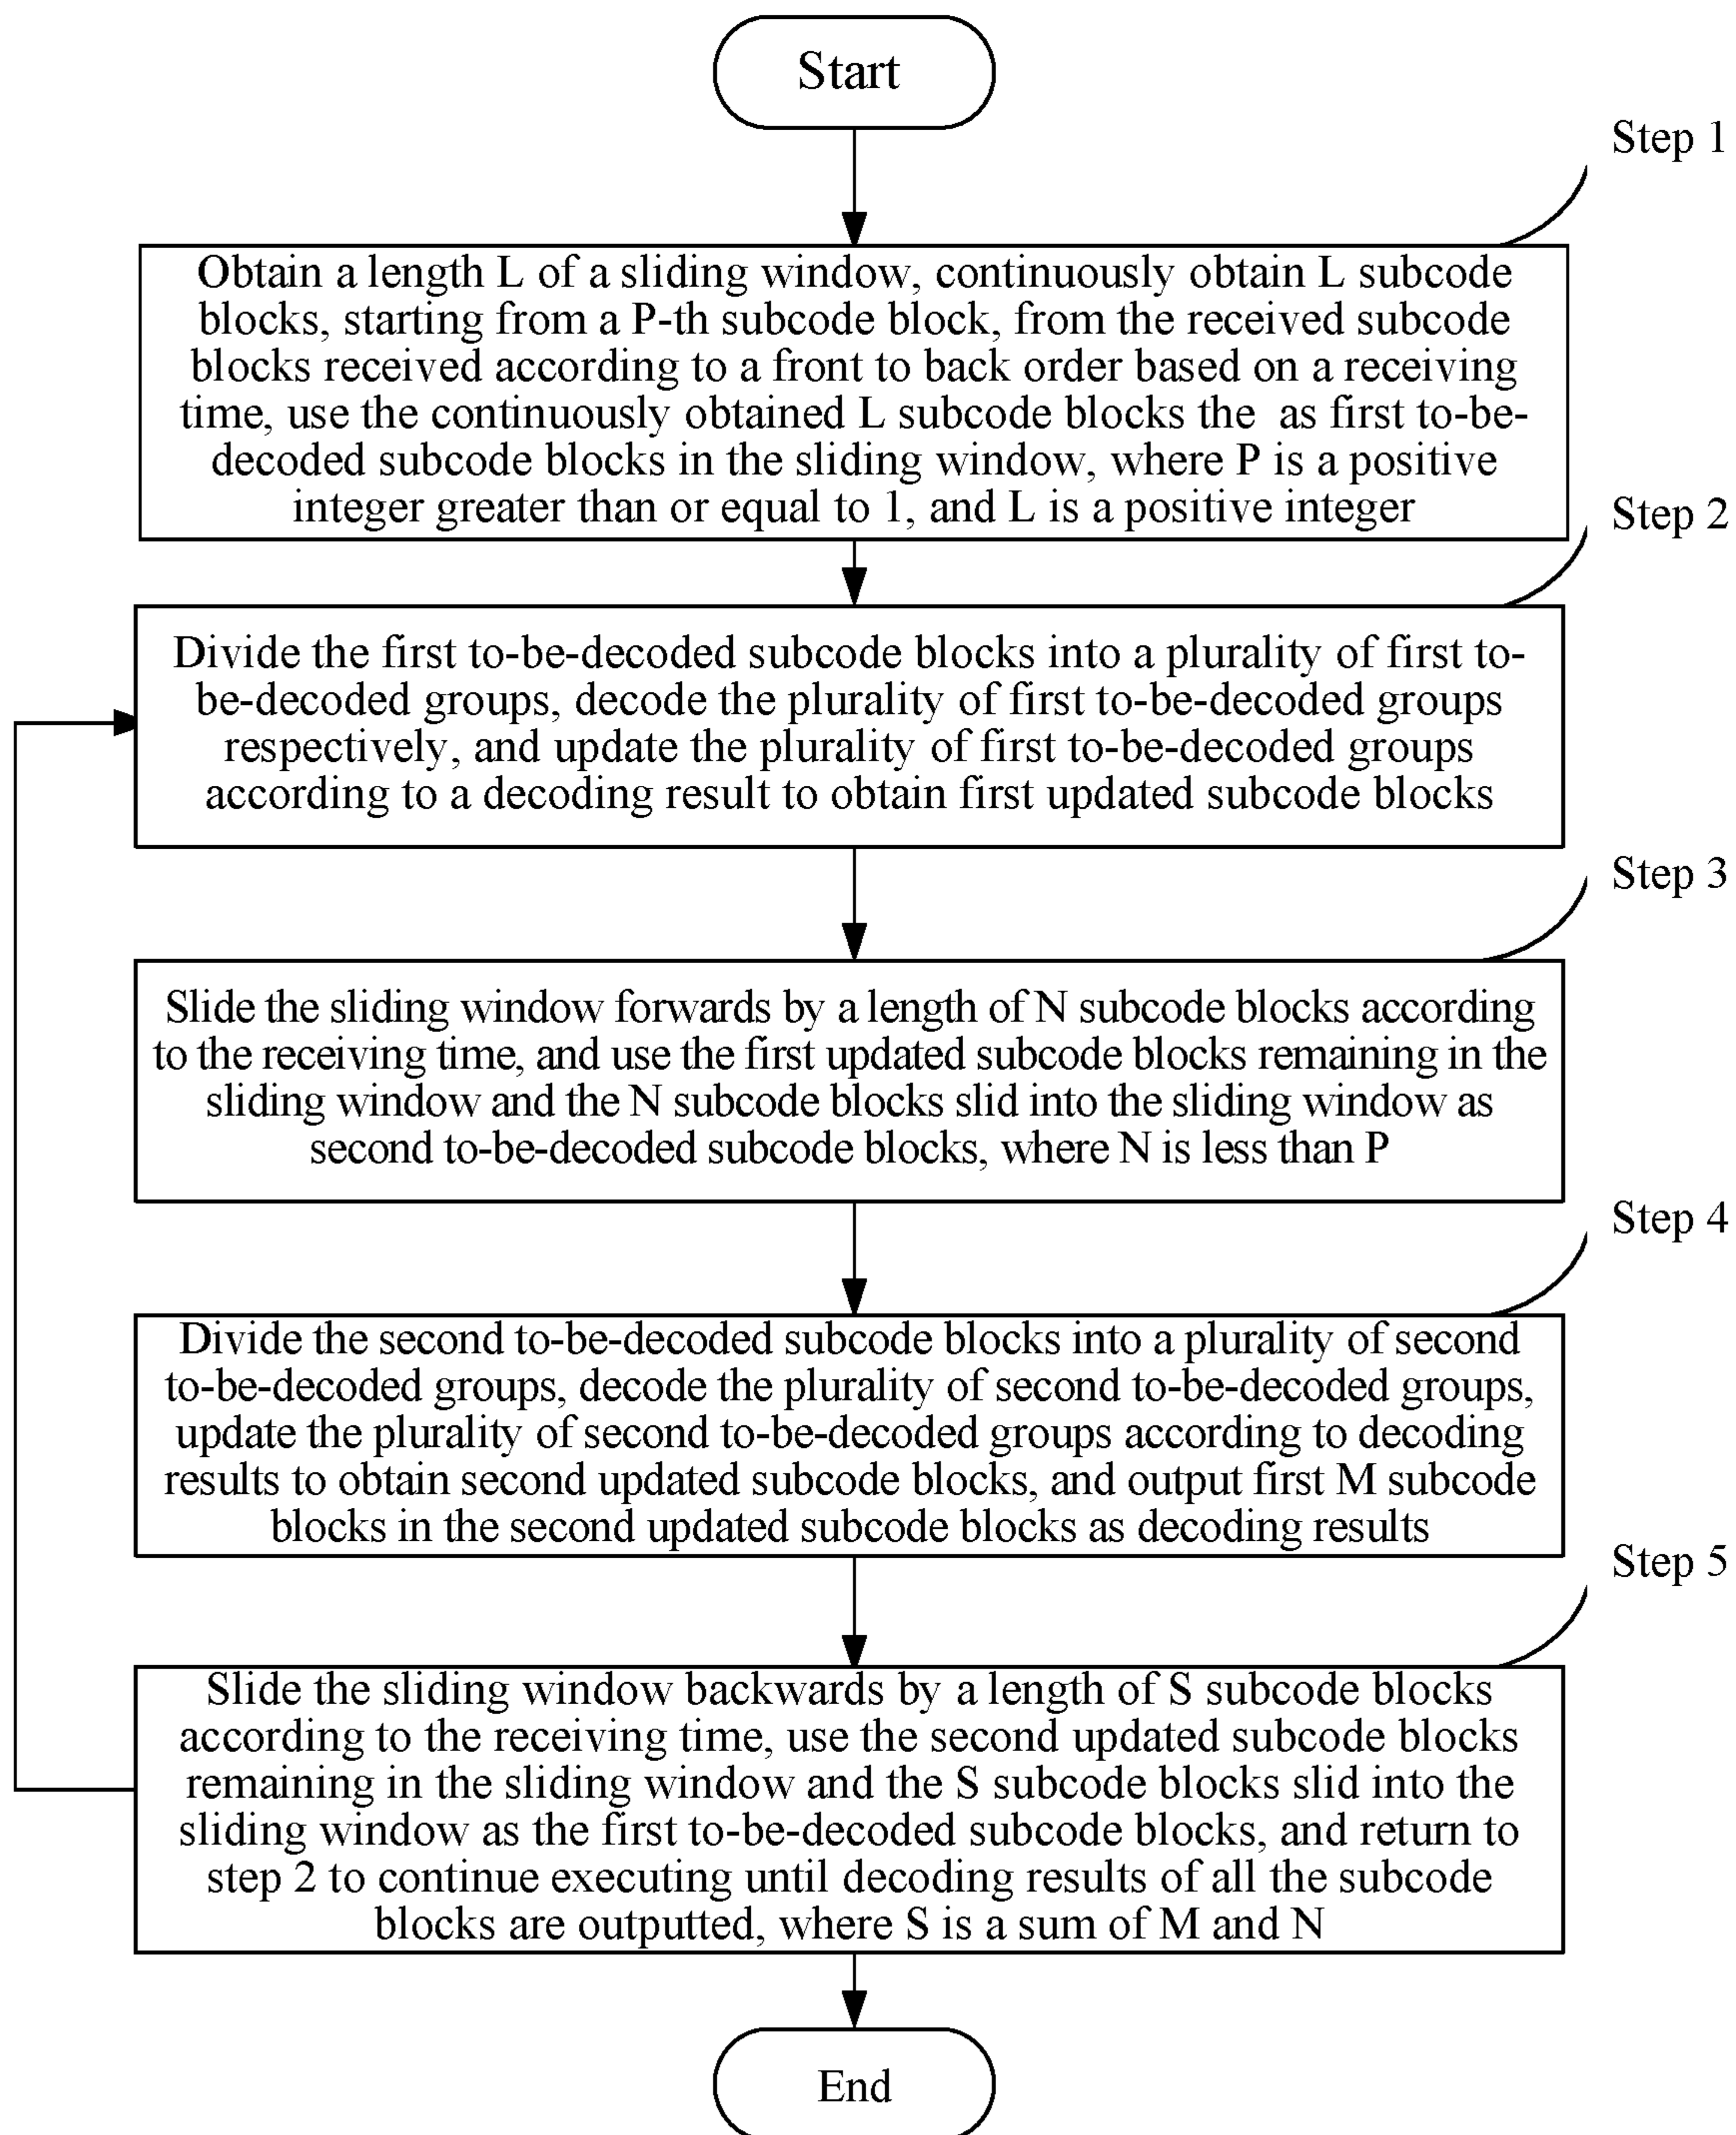 Start
Step 1
Obtain a length L of a sliding window, continuously obtain L subcode
blocks, starting from a P-th subcode block, from the received subcode
blocks received according to a front to back order based on a receiving
time, use the continuously obtained L subcode blocks the as first to-be-
decoded subcode blocks in the sliding window, where P is a positive
integer greater than or equal to 1, and L is a positive integer
Step 2
Divide the first to-be-decoded subcode blocks into a plurality of first to-
be-decoded groups, decode the plurality of first to-be-decoded groups
respectively, and update the plurality of first to-be-decoded groups
according to a decoding result to obtain first updated subcode blocks
Step 3
Slide the sliding window forwards by a length of N subcode blocks according
to the receiving time, and use the first updated subcode blocks remaining in the
sliding window and the N subcode blocks slid into the sliding window as
second to-be-decoded subcode blocks, where N is less than P
Step 4
Divide the second to-be-decoded subcode blocks into a plurality of second
to-be-decoded groups, decode the plurality of second to-be-decoded groups,
update the plurality of second to-be-decoded groups according to decoding
results to obtain second updated subcode blocks, and output first M subcode
blocks in the second updated subcode blocks as decoding results
Step 5
Slide the sliding window backwards by a length of S subcode blocks
according to the receiving time, use the second updated subcode blocks
remaining in the sliding window and the S subcode blocks slid into the
sliding window as the first to-be-decoded subcode blocks, and return to
step 2 to continue executing until decoding results of all the subcode
blocks are outputted, where S is a sum of M and N
End